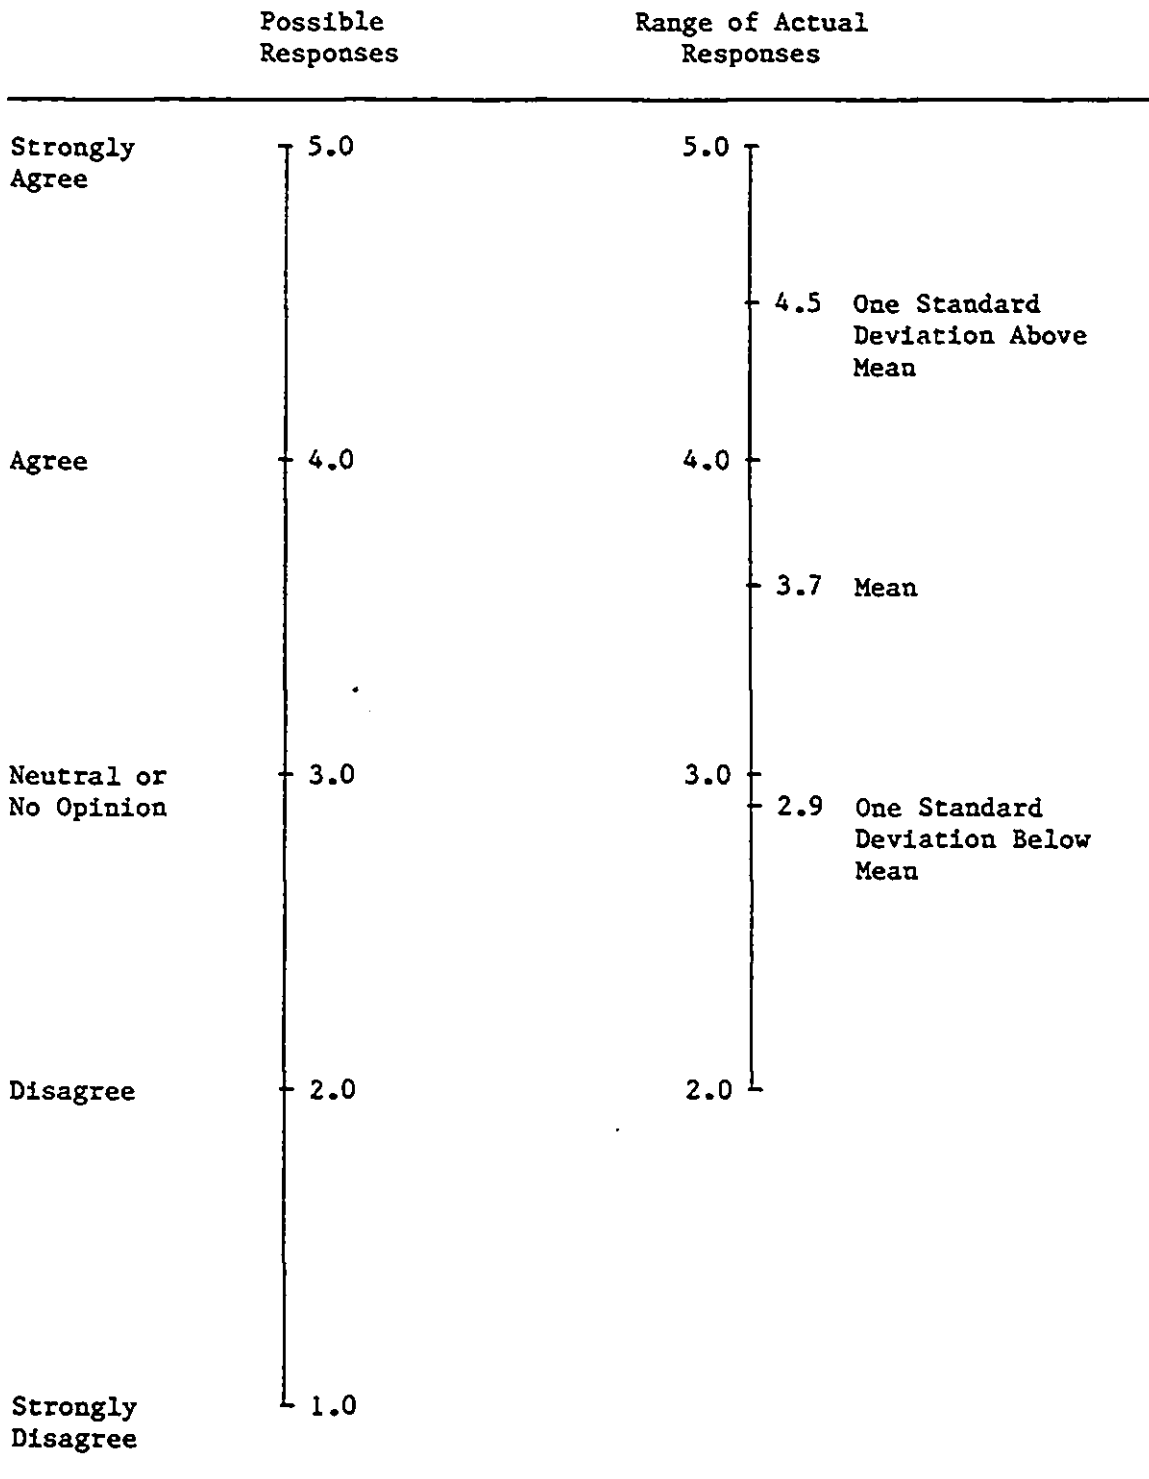 Possible Range of Actual
Responses Responses
Strongly 5.0 5.0
Agree
4.5 One Standard
Deviation Above
Mean
Agree 4.0 4.0
3.7 Mean
Neutral or 3.0 3.0
No Opinion 2.9 One Standard
Deviation Below
Mean
Disagree 2.0 2.0
Strongly 1.0
Disagree